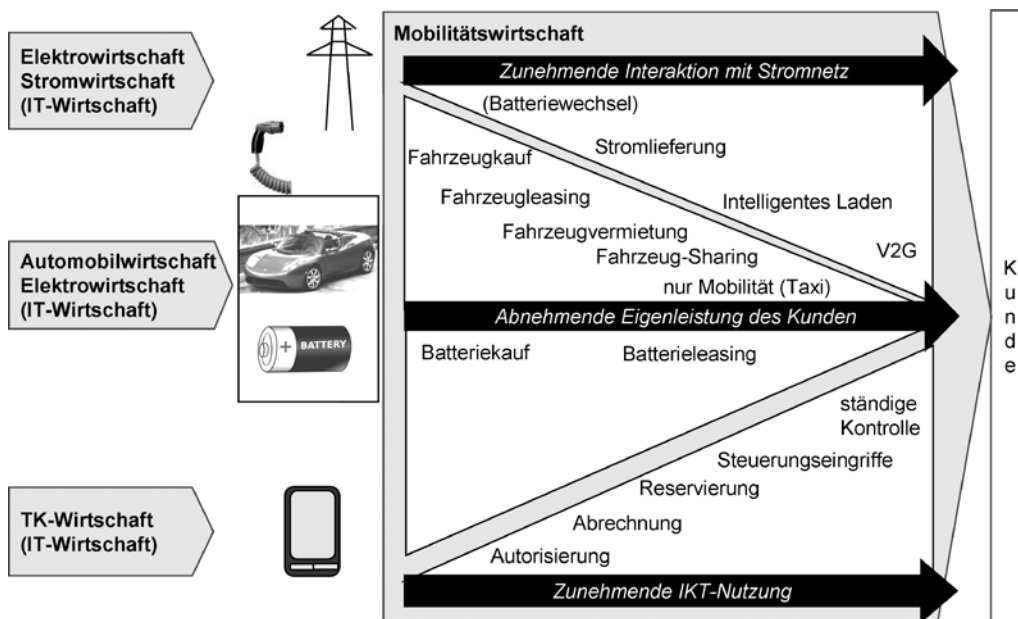 Elektrowirtschaft
Stromwirtschaft
(IT-Wirtschaft)
Automobilwirtschaft
Elektrowirtschaft
(IT-Wirtschaft)
BATTERY
TK-Wirtschaft
(IT-Wirtschaft)
Mobilitätswirtschaft
Zunehmende Interaktion mit Stromnetz
(Batteriewechsel)
Stromlieferung
Fahrzeugkauf
Fahrzeugleasing
Intelligentes Laden
Fahrzeugvermietung
Fahrzeug-Sharing
V2G
nur Mobilität (Taxi)
Abnehmende Eigenleistung des Kunden
Batteriekauf
Batterieleasing
ständige
Kontrolle
Steuerungseingriffe
Reservierung
Abrechnung
Autorisierung
Zunehmende IKT-Nutzung
Kunde